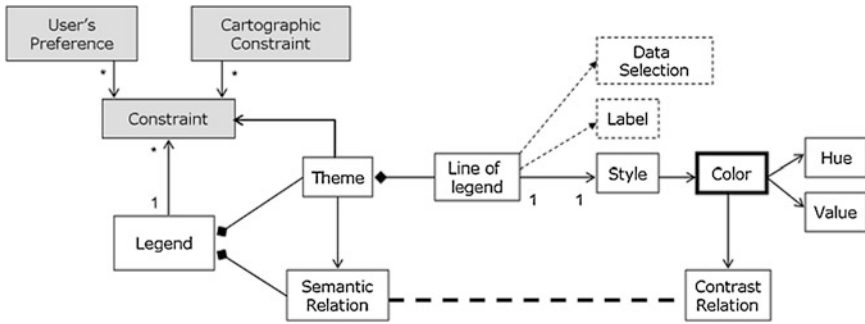 User's
Preference
Cartographic
Constraint
*
*
Constraint
*
1
Legend
Theme
Semantic
Relation
Line of
legend
1
1
Data
Selection
Label
Style
Color
Hue
Value
Contrast
Relation